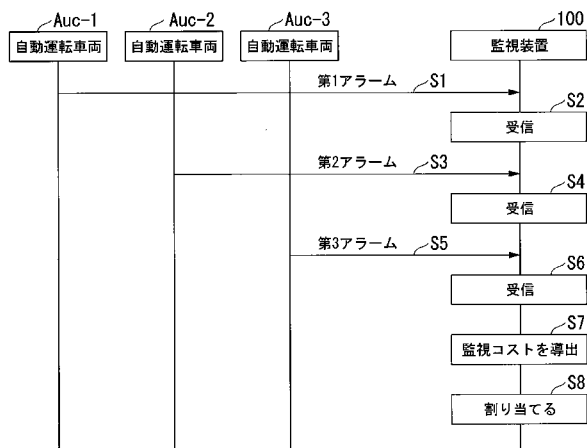 Auc-1
Auc-2
Auc-3
100
自動運転車両
自動運転車両
自動運転車両
監視装置
第1アラーム
S1
S2
受信
第2アラーム
S3
S4
受信
第3アラーム
S5
S6
受信
S7
監視コストを導出
S8
割り当てる